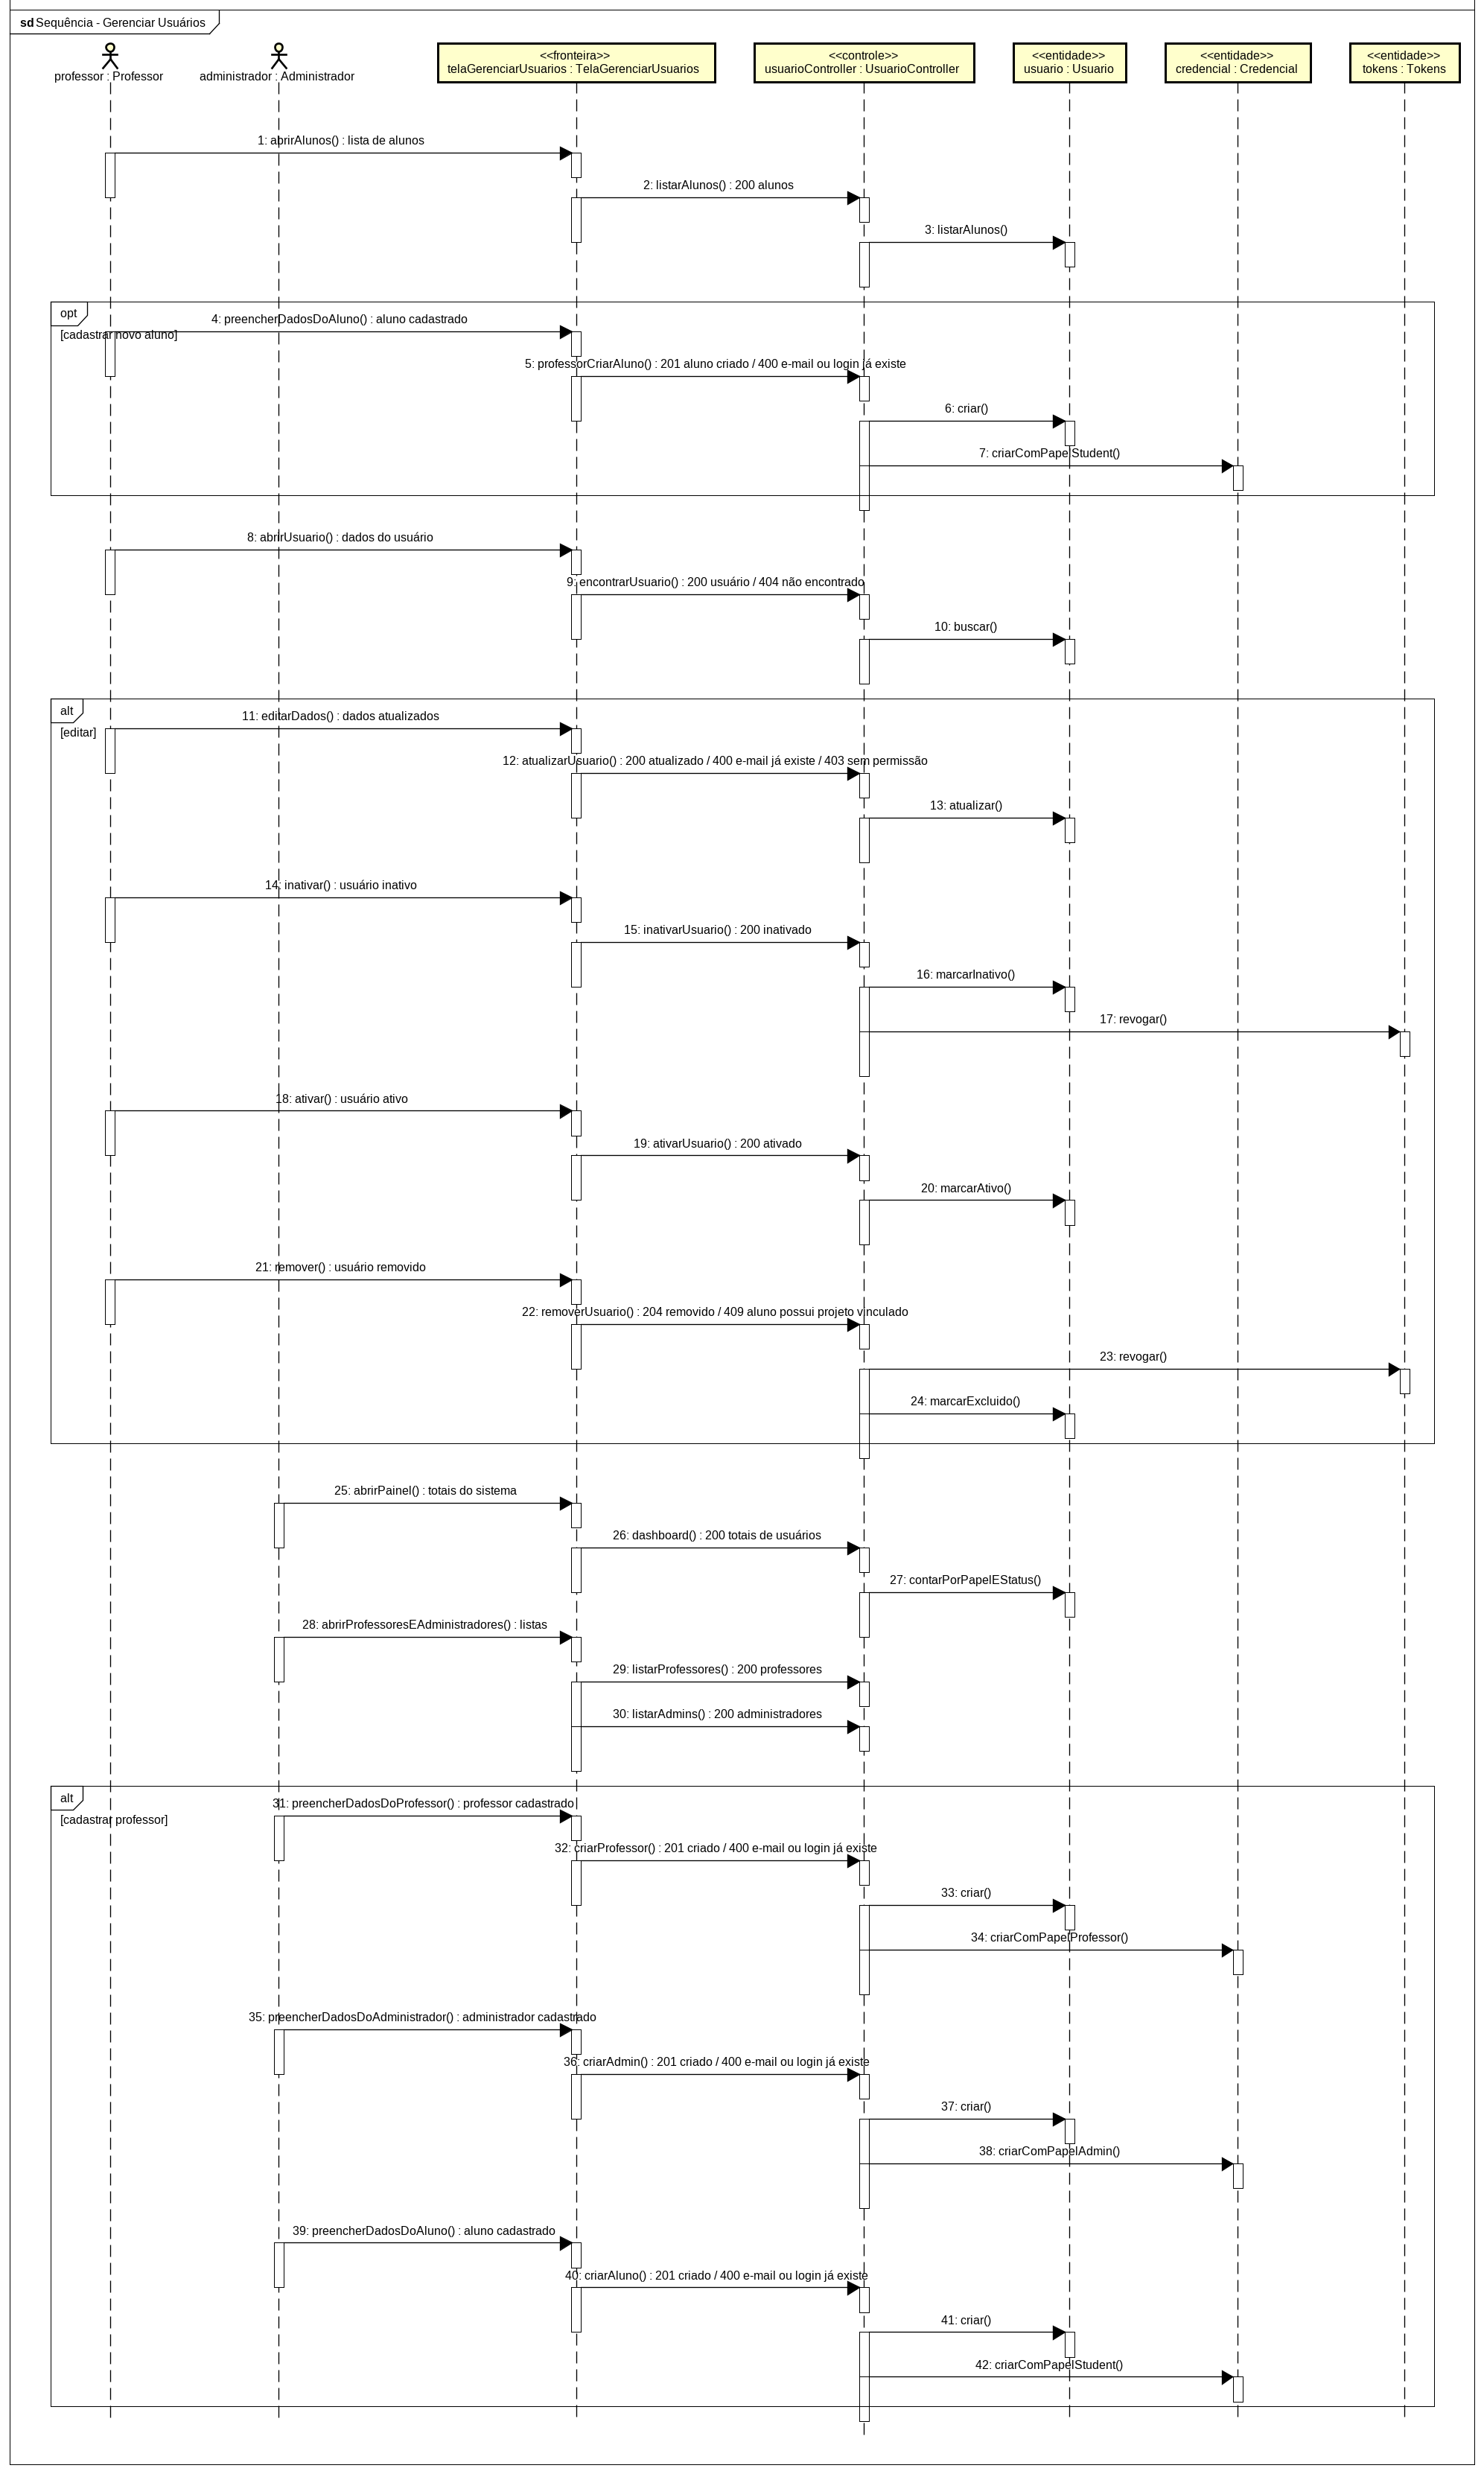 sd Sequência - Gerenciar Usuários
professor : Professor
administrador : Administrador
<<fronteira>>
telaGerenciarUsuarios : TelaGerenciarUsuarios
<<controle>>
usuarioController : UsuarioController
<<entidade>>
usuario : Usuario
<<entidade>>
credencial : Credencial
<<entidade>>
tokens : Tokens
1: abrirAlunos() : lista de alunos
2: listarAlunos() : 200 alunos
3: listarAlunos()
opt
[cadastrar novo aluno]
4: preencherDadosDoAluno() : aluno cadastrado
5: professorCriarAluno() : 201 aluno criado / 400 e-mail ou login já existe
6: criar()
7: criarComPapelStudent()
8: abrirUsuario() : dados do usuário
9: encontrarUsuario() : 200 usuário / 404 não encontrado
10: buscar()
alt
[editar]
11: editarDados() : dados atualizados
12: atualizarUsuario() : 200 atualizado / 400 e-mail já existe / 403 sem permissão
13: atualizar()
14: inativar() : usuário inativo
15: inativarUsuario() : 200 inativado
16: marcarInativo()
17: revogar()
18: ativar() : usuário ativo
19: ativarUsuario() : 200 ativado
20: marcarAtivo()
21: remover() : usuário removido
22: removerUsuario() : 204 removido / 409 aluno possui projeto vinculado
23: revogar()
24: marcarExcluido()
25: abrirPainel() : totais do sistema
26: dashboard() : 200 totais de usuários
27: contarPorPapelEStatus()
28: abrirProfessoresEAdministradores() : listas
29: listarProfessores() : 200 professores
30: listarAdmins() : 200 administradores
alt
[cadastrar professor]
31: preencherDadosDoProfessor() : professor cadastrado
32: criarProfessor() : 201 criado / 400 e-mail ou login já existe
33: criar()
34: criarComPapelProfessor()
35: preencherDadosDoAdministrador() : administrador cadastrado
36: criarAdmin() : 201 criado / 400 e-mail ou login já existe
37: criar()
38: criarComPapelAdmin()
39: preencherDadosDoAluno() : aluno cadastrado
40: criarAluno() : 201 criado / 400 e-mail ou login já existe
41: criar()
42: criarComPapelStudent()